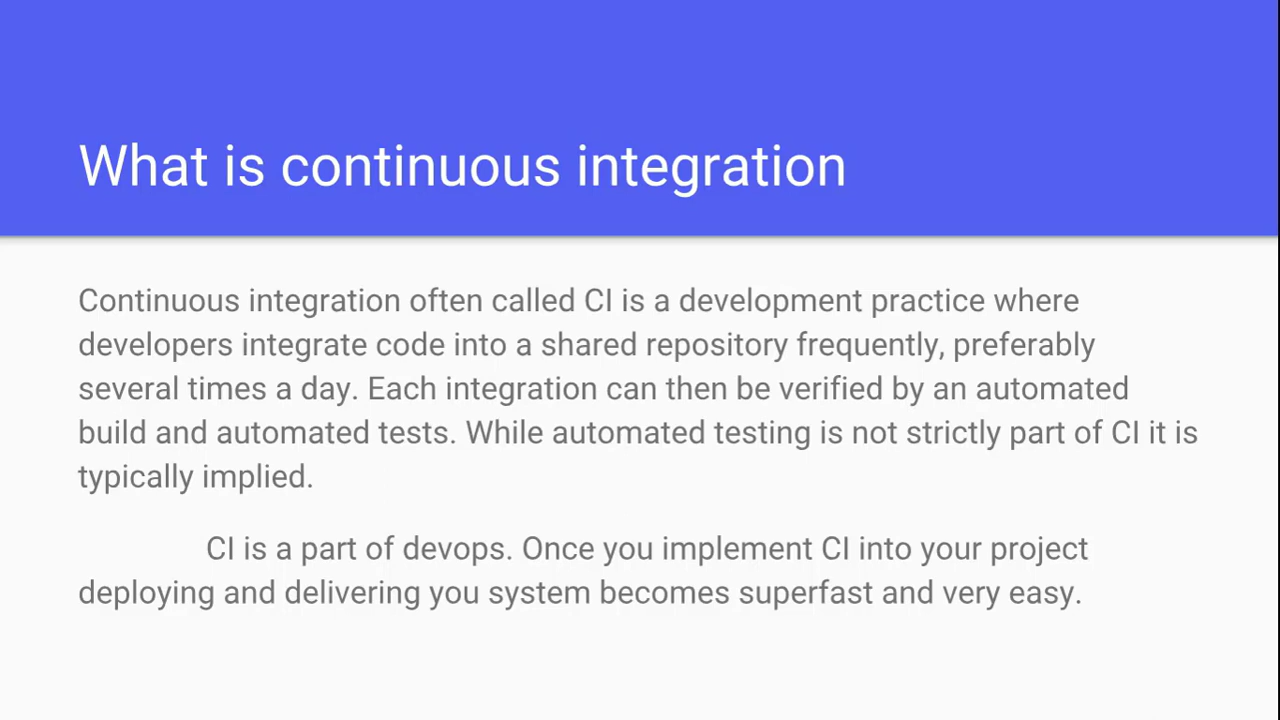 What is continuous integration
Continuous integration often called CI is a development practice where
developers integrate code into a shared repository frequently, preferably
several times a day. Each integration can then be verified by an automated
build and automated tests. While automated testing is not strictly part of CI it is
typically implied.
CI is a part of devops. Once you implement CI into your project
deploying and delivering you system becomes superfast and very easy.